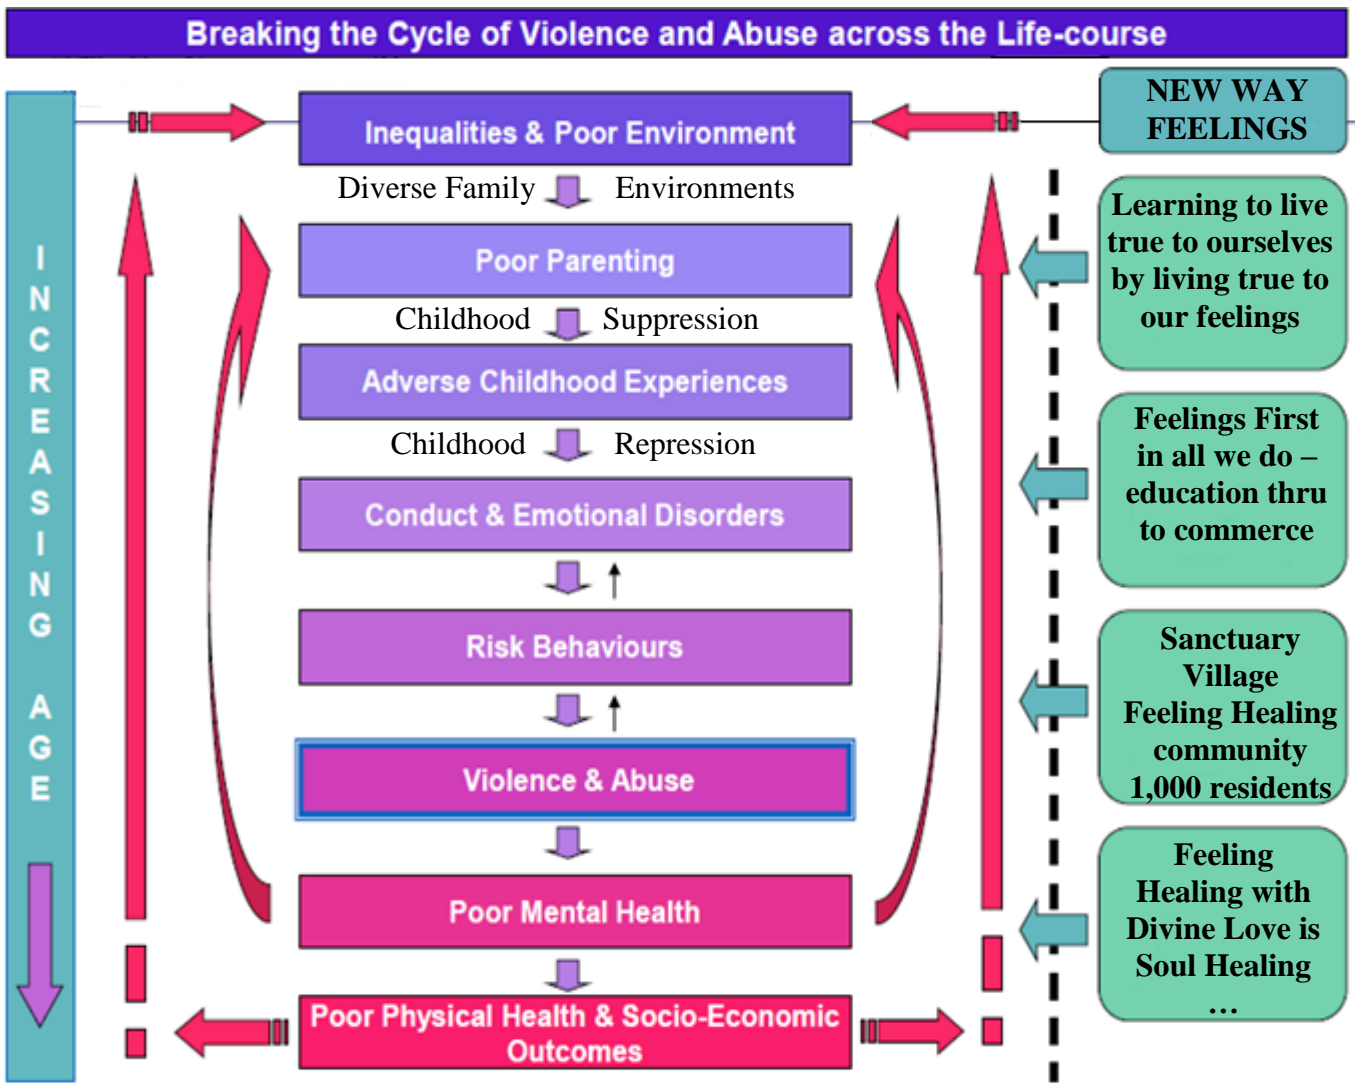 Breaking the Cycle of Violence and Abuse across the Life-course
INCREASING AGE
Inequalities & Poor Environment
Diverse Family Environments
Poor Parenting
Childhood Suppression
Adverse Childhood Experiences
Childhood Repression
Conduct & Emotional Disorders
Risk Behaviours
Violence & Abuse
Poor Mental Health
Poor Physical Health & Socio-Economic
Outcomes
NEW WAY
FEELINGS
Learning to live
true to ourselves
by living true to
our feelings
Feelings First
in all we do –
education thru
to commerce
Sanctuary
Village
Feeling Healing
community
1,000 residents
Feeling
Healing with
Divine Love is
Soul Healing
…